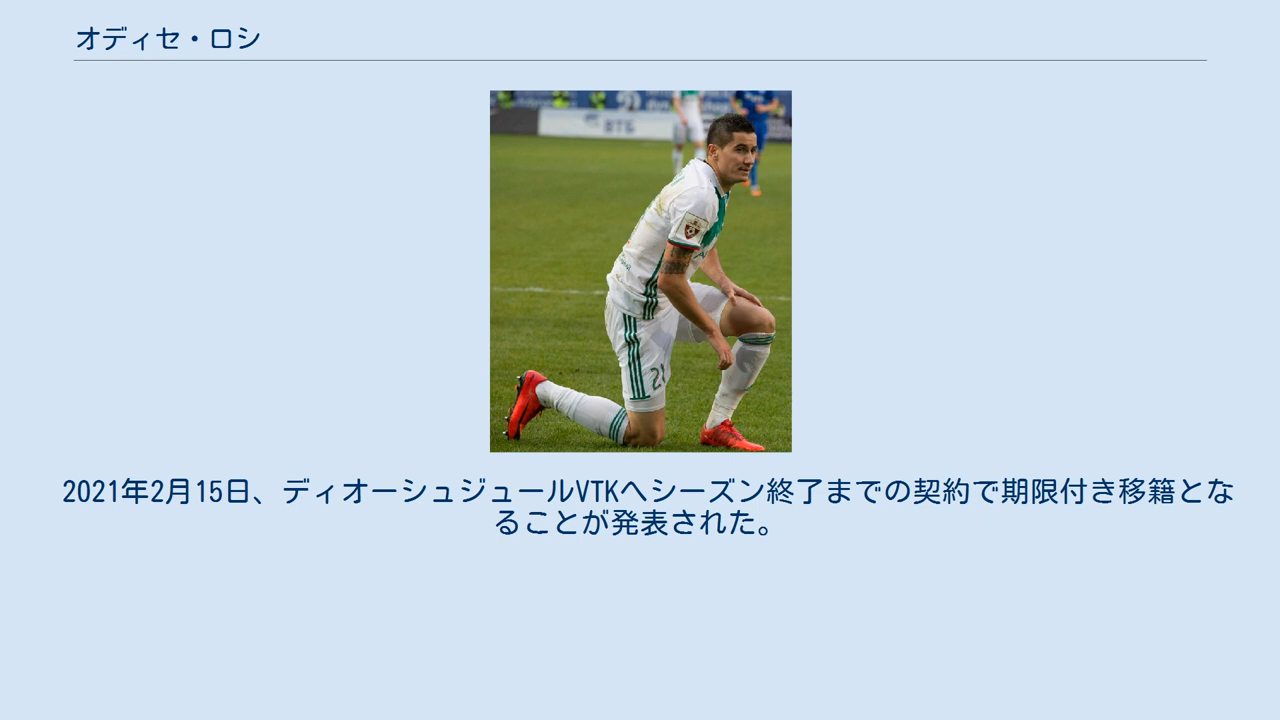 オディセ・ロシ
ВТБ
21
2021年2月15日、ディオーシュジュールVTKへシーズン終了までの契約で期限付き移籍とな
ることが発表された。